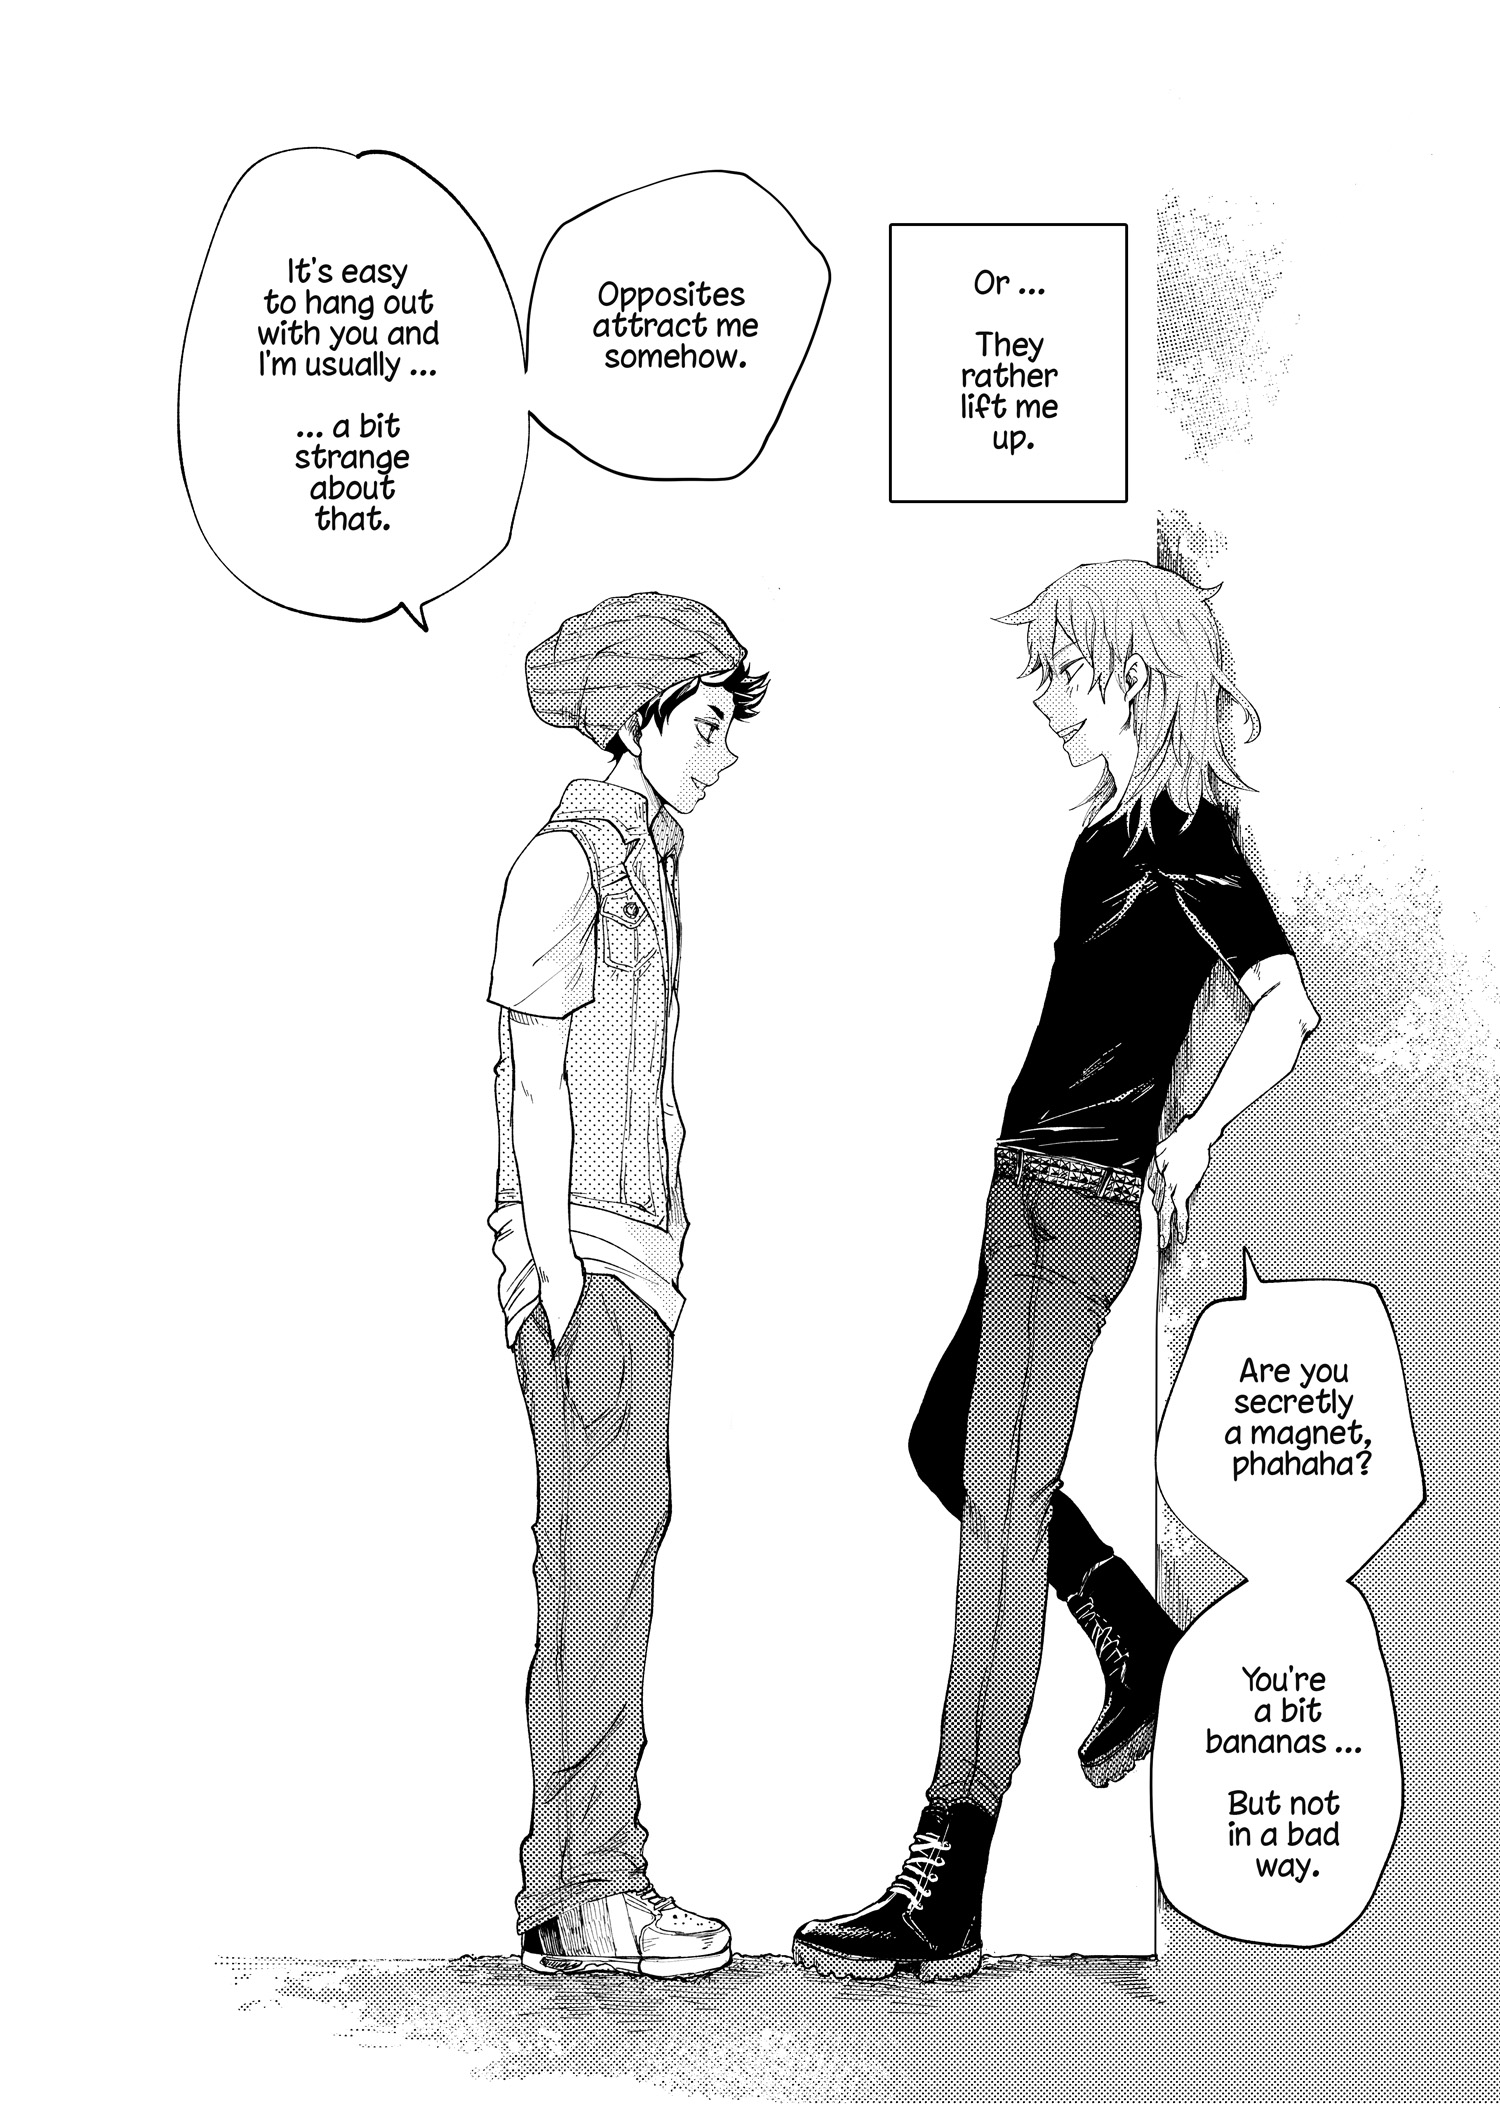 Or ...
They
rather
lift me
up.
Opposites
attract me
somehow.
It's easy
to hang out
with you and
I'm usually ...
... a bit
strange
about
that.
Are you
secretly
a magnet,
phahaha?
You're
a bit
bananas ...
But not
in a bad
way.